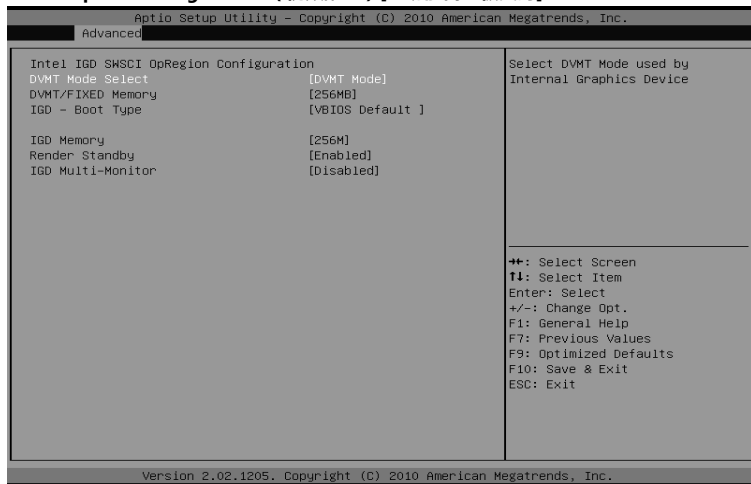 Aptio Setup Utility – Copyright (C) 2010 American Megatrends, Inc.
Advanced
Intel IGD SWSCI OpRegion Configuration
DVMT Mode Select [DVMT Mode]
DVMT/FIXED Memory [256MB]
IGD – Boot Type [VBIOS Default ]
IGD Memory [256M]
Render Standby [Enabled]
IGD Multi-Monitor [Disabled]
Select DVMT Mode used by
Internal Graphics Device
→←: Select Screen
↑↓: Select Item
Enter: Select
+/-: Change Opt.
F1: General Help
F7: Previous Values
F9: Optimized Defaults
F10: Save & Exit
ESC: Exit
Version 2.02.1205. Copyright (C) 2010 American Megatrends, Inc.